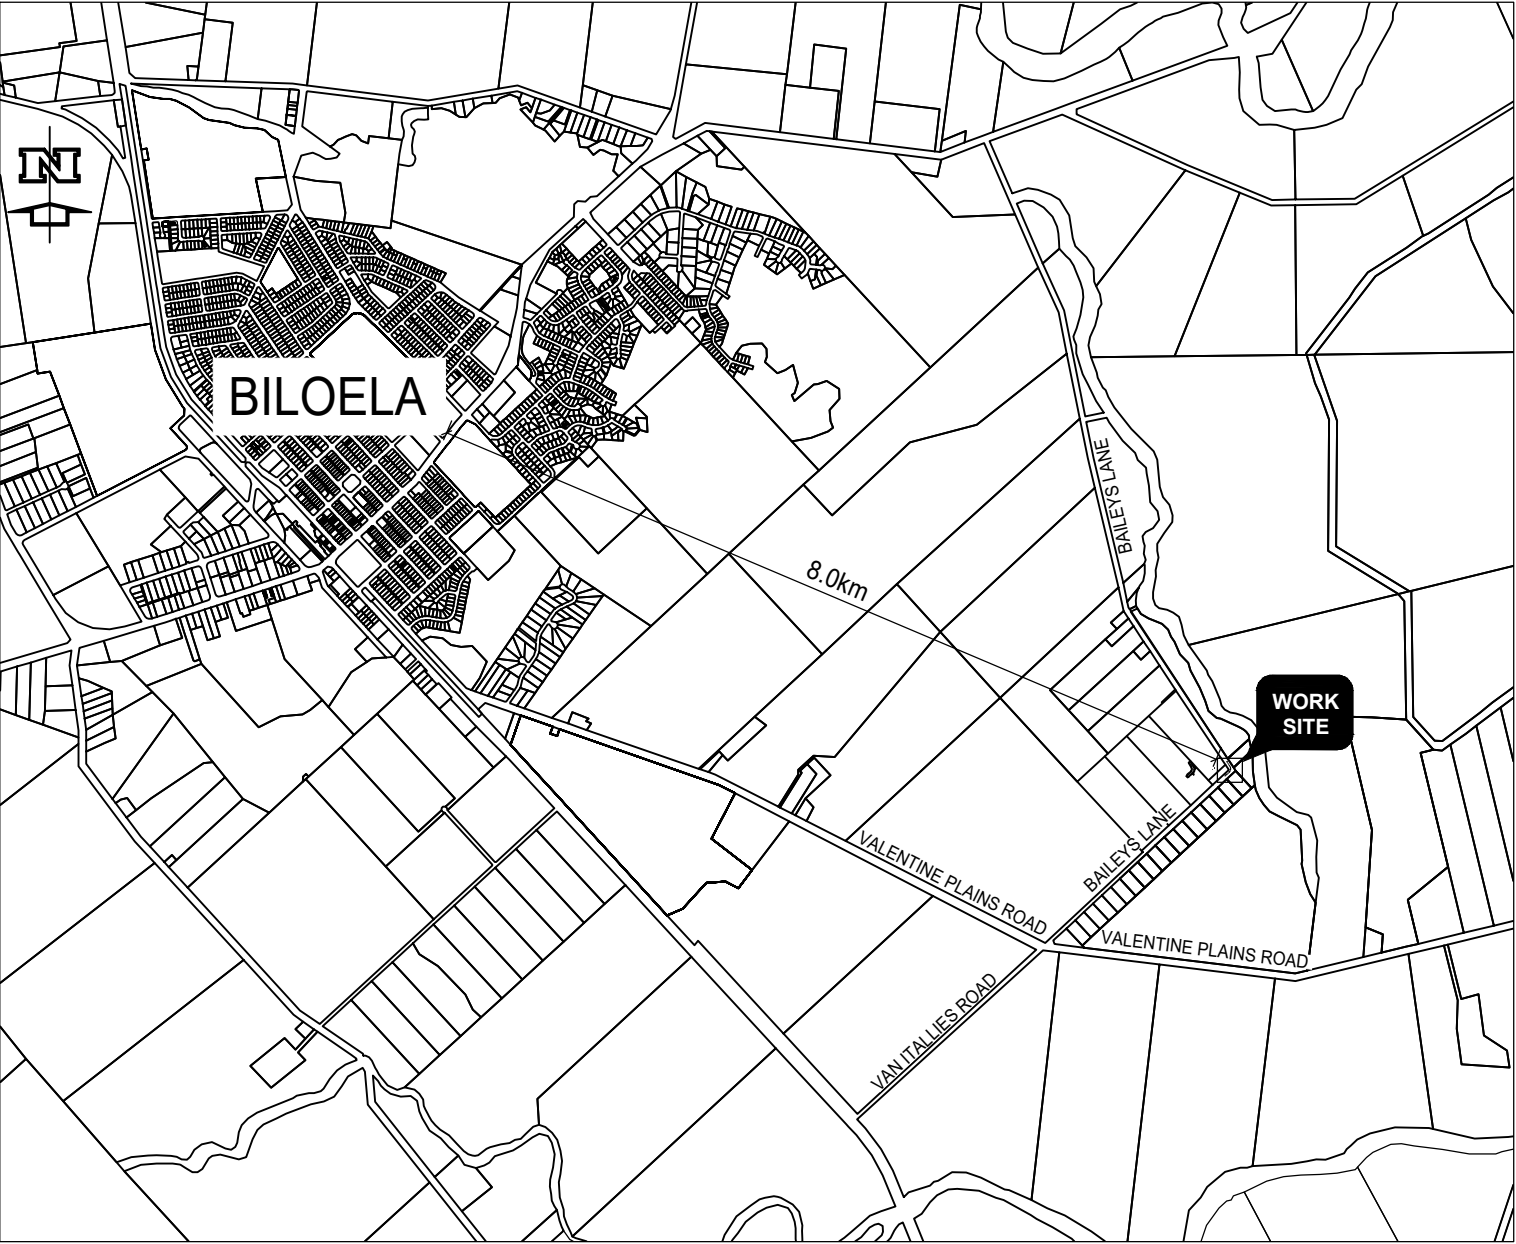 N
BILOELA
BAILEYS LANE
8.0km
WORK
SITE
BAILEYS LANE
VALENTINE PLAINS ROAD
VALENTINE PLAINS ROAD
VAN ITALLIES ROAD